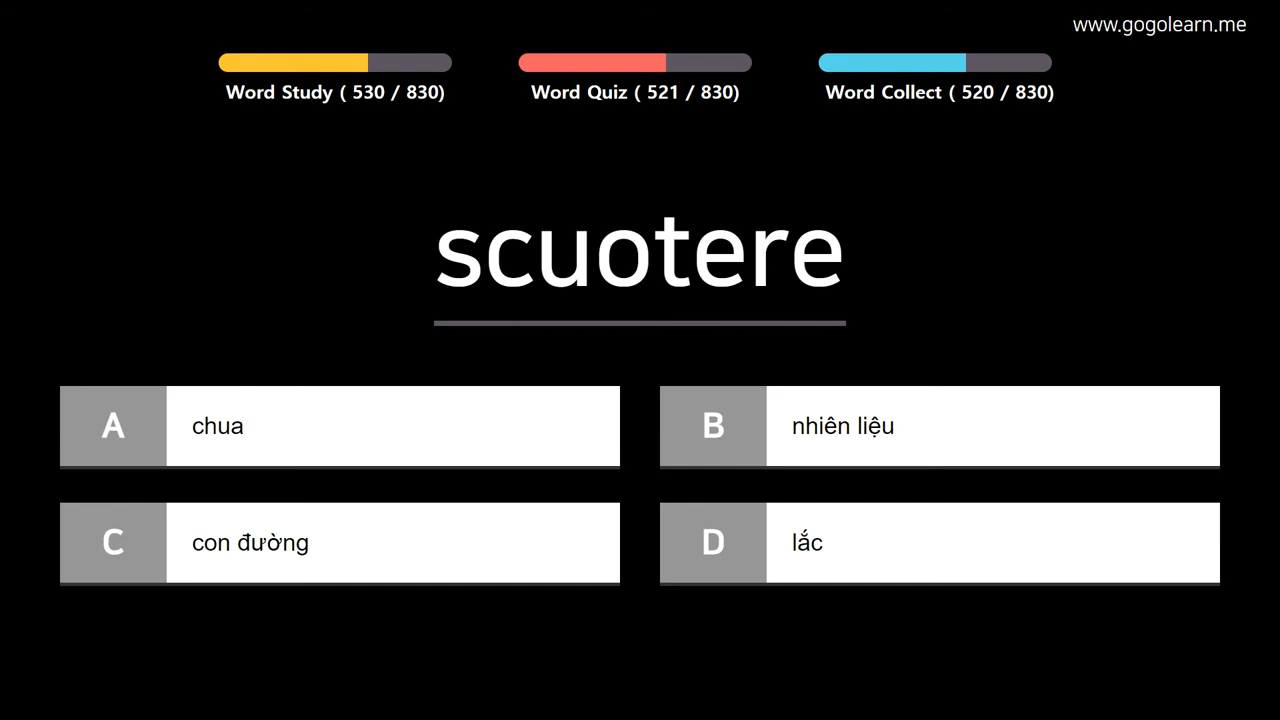 www.gogolearn.me
Word Study ( 530 / 830)
Word Quiz ( 521 / 830)
Word Collect ( 520 / 830)
scuotere
A
chua
B
nhiên liệu
C
con đường
D
lắc